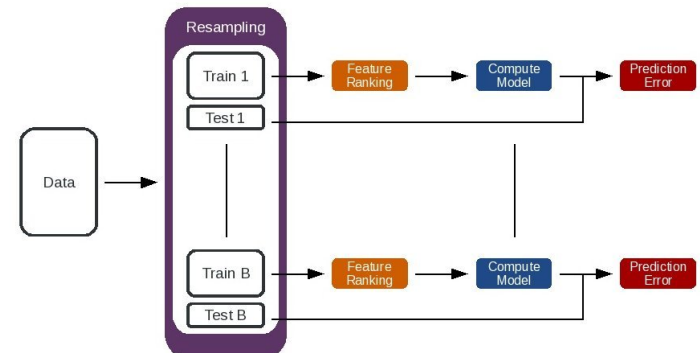 Resampling
Train 1
Feature
Ranking
Compute
Model
Prediction
Error
Test 1
Data
Train B
Feature
Ranking
Compute
Model
Prediction
Error
Test B